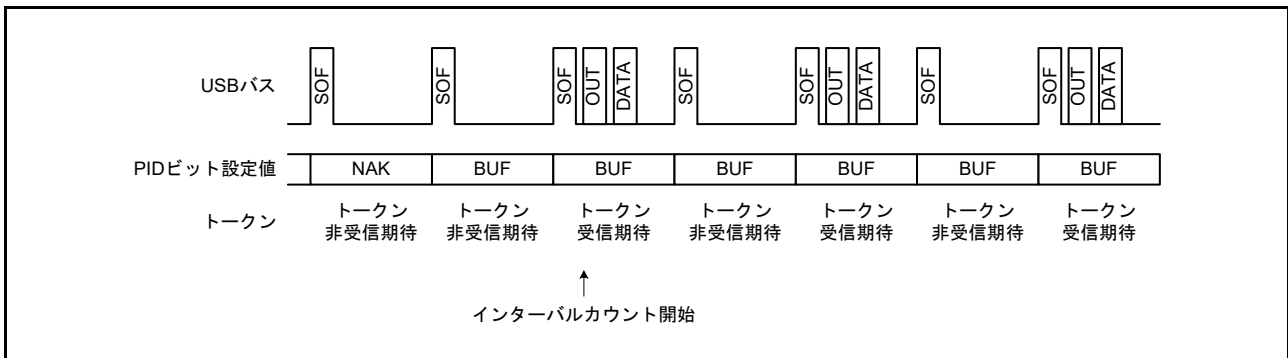 USBバス
SOF SOF SOF OUT DATA SOF SOF OUT DATA SOF SOF OUT DATA
PIDビット設定値 NAK BUF BUF BUF BUF BUF BUF
トークン トークン トークン トークン トークン トークン トークン トークン
非受信期待 非受信期待 受信期待 非受信期待 受信期待 非受信期待 受信期待
インターバルカウント開始